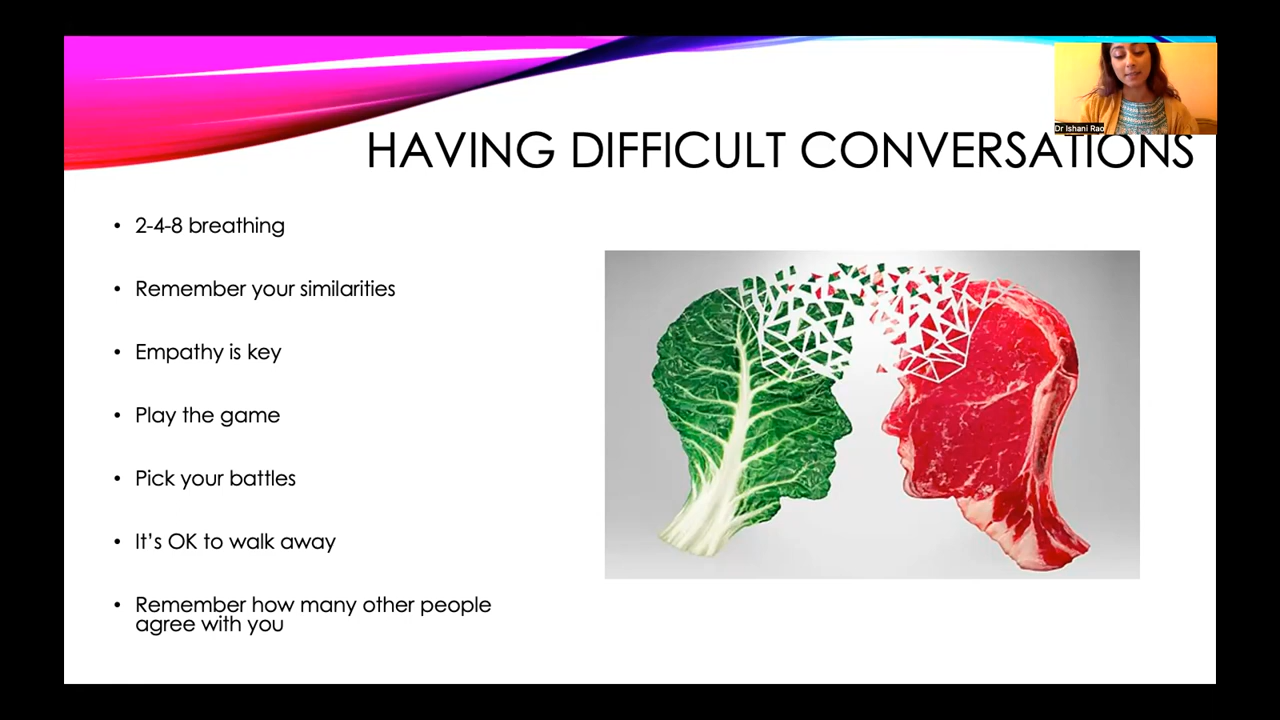 HAVING DIFFICULT CONVERSATIONS
Dr Ishani Rao
• 2-4-8 breathing
• Remember your similarities
• Empathy is key
• Play the game
• Pick your battles
• It's OK to walk away
• Remember how many other people
agree with you